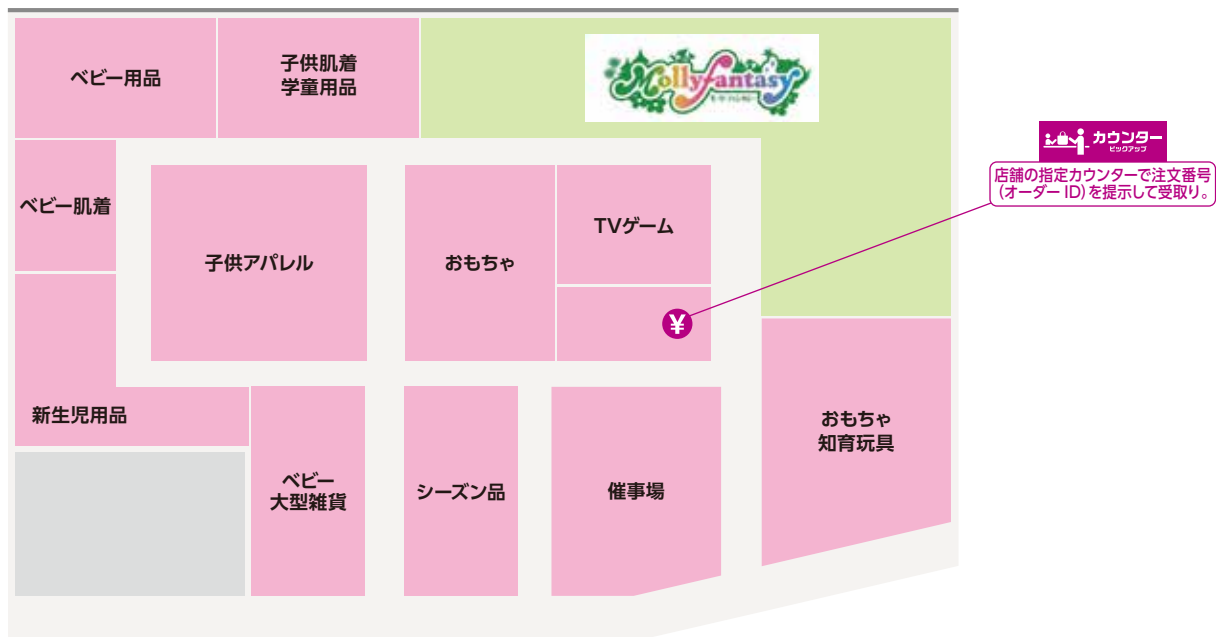 ベビー用品
子供肌着
学童用品
Mollyfantasy
カウンター
ピックアップ
店舗の指定カウンターで注文番号
(オーダー ID)を提示して受取り。
ベビー肌着
子供アパレル
おもちゃ
TVゲーム
¥
新生児用品
ベビー
大型雑貨
シーズン品
催事場
おもちゃ
知育玩具